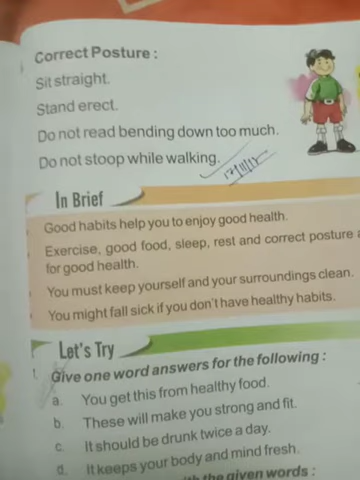 Correct Posture :
Sit straight.
Stand erect.
Do not read bending down too much.
Do not stoop while walking.
In Brief
Good habits help you to enjoy good health.
Exercise, good food, sleep, rest and correct posture
for good health.
You must keep yourself and your surroundings clean.
You might fall sick if you don't have healthy habits.
Let's Try
1. Give one word answers for the following :
a. You get this from healthy food.
b. These will make you strong and fit.
c. It should be drunk twice a day.
d. It keeps your body and mind fresh.
the given words :